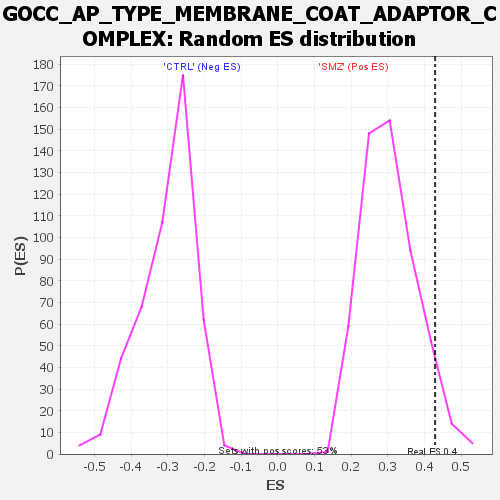 GOCC_AP_TYPE_MEMBRANE_COAT_ADAPTOR_C
OMPLEX: Random ES distribution
'CTRL' (Neg ES) 'SMZ' (Pos ES)
180
170
160
150
140
130
120
110
100
90
80
70
60
50
40
30
20
10
0
P(ES)
Sets with pos scores: 53% Real ES 0.4
-0.5 -0.4 -0.3 -0.2 -0.1 0.0 0.1 0.2 0.3 0.4 0.5
ES